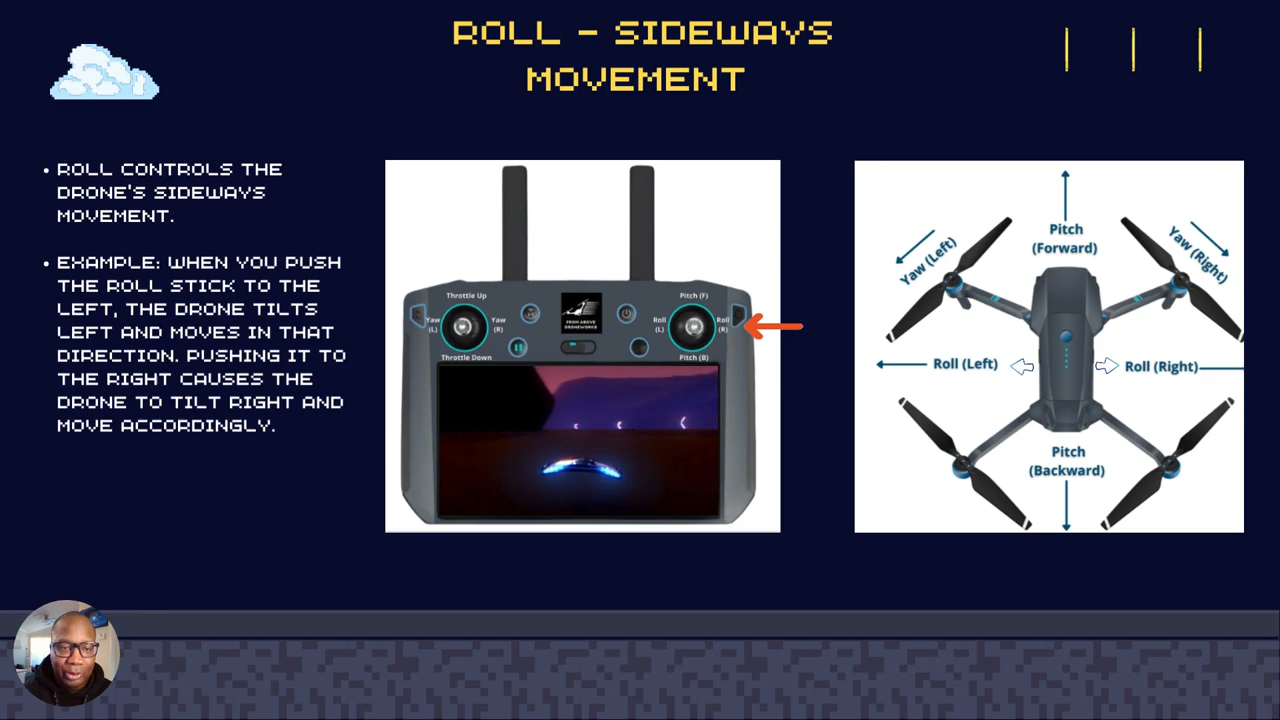 ROLL - SIDEWAYS
MOVEMENT
• ROLL CONTROLS THE
DRONE'S SIDEWAYS
MOVEMENT.
• EXAMPLE: WHEN YOU PUSH
THE ROLL STICK TO THE
LEFT, THE DRONE TILTS
LEFT AND MOVES IN THAT
DIRECTION. PUSHING IT TO
THE RIGHT CAUSES THE
DRONE TO TILT RIGHT AND
MOVE ACCORDINGLY.
Throttle Up
Yaw
(L)
Yaw
(R)
Throttle Down
FROM ABOVE
DRONEWORKS
Pitch (F)
Roll
(L)
Roll
(R)
Pitch (B)
Pitch
(Forward)
Yaw (Left)
Yaw (Right)
Roll (Left)
Roll (Right)
Pitch
(Backward)